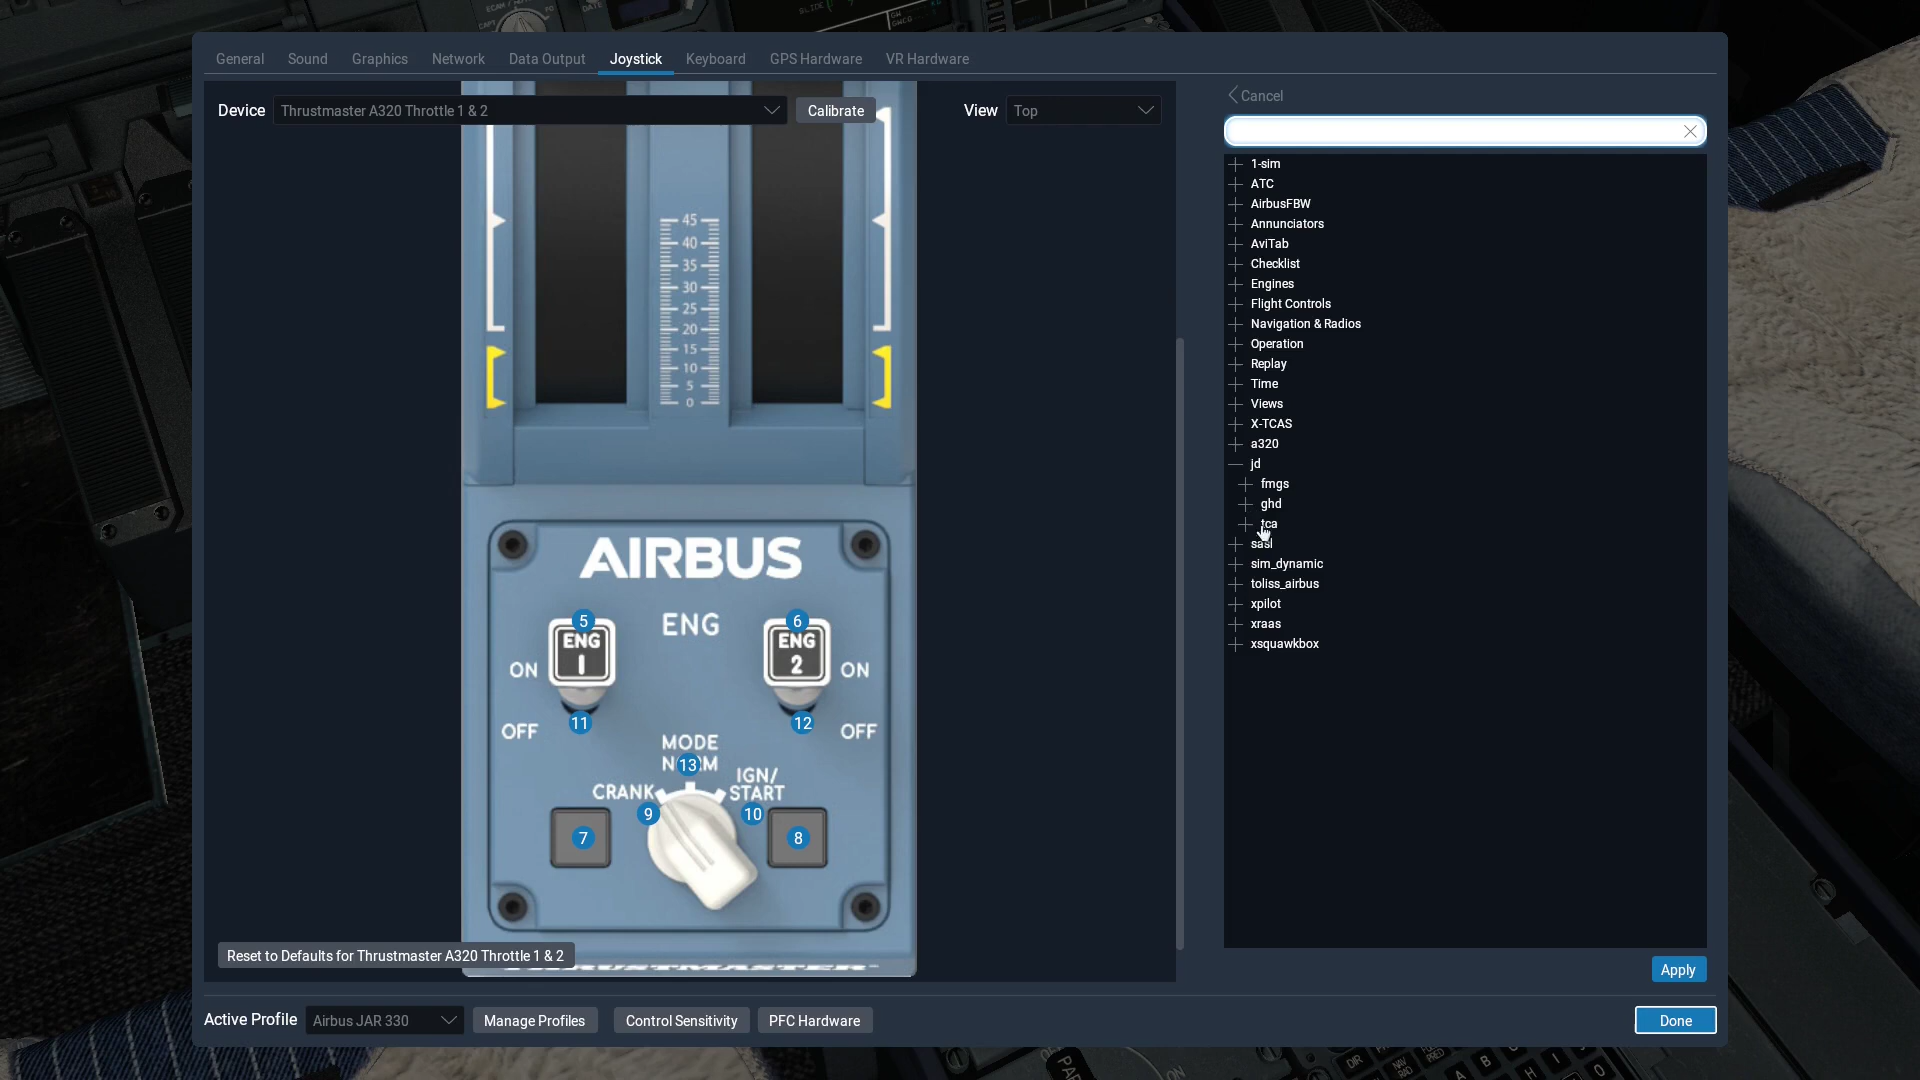 General Sound Graphics Network Data Output Joystick Keyboard GPS Hardware VR Hardware
Device Thrustmaster A320 Throttle 1 & 2 Calibrate View Top
Cancel
1-sim
ATC
AirbusFBW
Annunciators
AviTab
Checklist
Engines
Flight Controls
Navigation & Radios
Operation
Replay
Time
Views
X-TCAS
a320
jd
fmgs
ghd
tca
sasl
sim_dynamic
toliss_airbus
xpilot
xraas
xsquawkbox
45
40
35
30
25
20
15
10
5
0
AIRBUS
5 ENG 6
ENG 1 ENG 2
ON ON
11 12
OFF OFF
MODE
13
CRANK IGN/
START
9 10
7 8
Reset to Defaults for Thrustmaster A320 Throttle 1 & 2
THRUSTMASTER
Apply
Active Profile Airbus JAR 330 Manage Profiles Control Sensitivity PFC Hardware Done